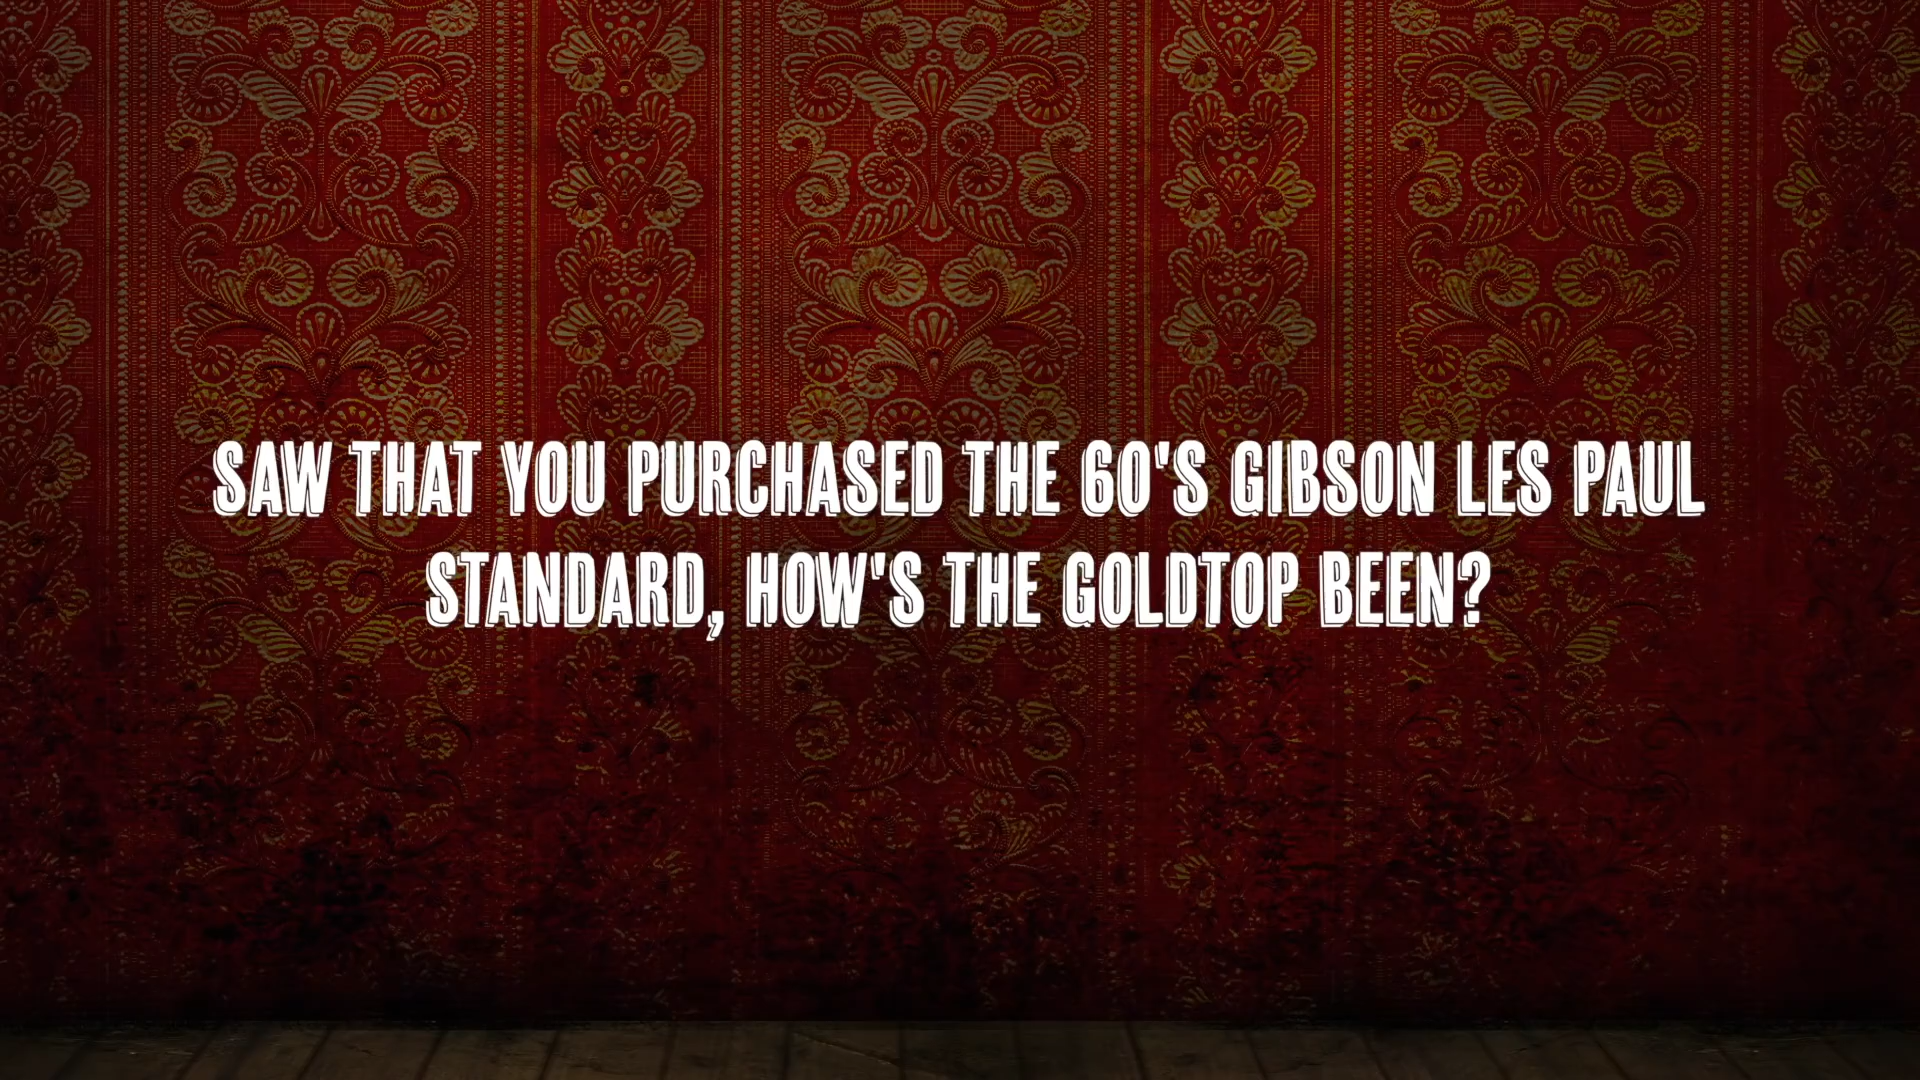 SAW THAT YOU PURCHASED THE 60'S GIBSON LES PAUL
STANDARD, HOW'S THE GOLDTOP BEEN?